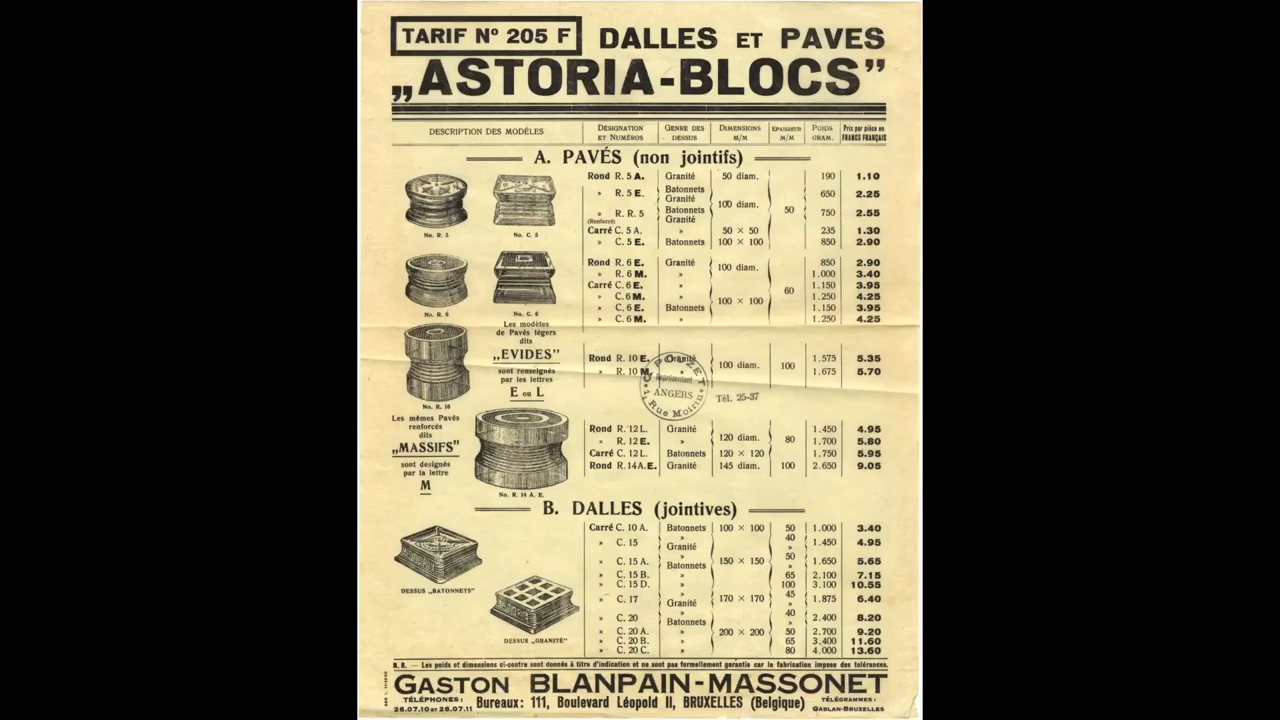 TARIF Nº 205 F
DALLES ET PAVES
„ASTORIA-BLOCS”
DESCRIPTION DES MODÈLES
DÉSIGNATION ET NUMÉROS
GENRE DES DESSUS
DIMENSIONS M/M
EPAISSEUR M/M
POIDS GRAM.
Prix par pièce en FRANCS FRANÇAIS
A. PAVÉS (non jointifs)
Rond R. 5 A. Granité 50 diam. 190 1.10
» R. 5 E. Batonnets Granité 650 2.25
100 diam. 50
» R. R. 5 Batonnets Granité 750 2.55
(Renforcé)
Carré C. 5 A. » 50 × 50 235 1.30
» C. 5 E. Batonnets 100 × 100 850 2.90
No. R. 5
No. C. 5
Rond R. 6 E. Granité 850 2.90
100 diam.
» R. 6 M. » 1.000 3.40
Carré C. 6 E. » 1.150 3.95
60
» C. 6 M. » 1.250 4.25
100 × 100
» C. 6 E. Batonnets 1.150 3.95
» C. 6 M. » 1.250 4.25
No. R. 6
No. C. 6
Les modèles
de Pavés légers
dits
„EVIDES”
sont renseignés
par les lettres
E ou L
Rond R. 10 E. Granité 1.575 5.35
100 diam. 100
» R. 10 M. » 1.675 5.70
POUZET
Représentant
ANGERS
1, Rue Moirin
Tél. 25-37
No. R. 10
Les mêmes Pavés
renforcés
dits
„MASSIFS”
sont designés
par la lettre
M
Rond R. 12 L. Granité 1.450 4.95
120 diam. 80
» R. 12 E. » 1.700 5.80
Carré C. 12 L. Batonnets 120 × 120 1.750 5.95
Rond R. 14 A. E. Granité 145 diam. 100 2.650 9.05
No. R. 14 A. E.
B. DALLES (jointives)
Carré C. 10 A. Batonnets 100 × 100 50 1.000 3.40
» C. 15 » Granité 40 » 1.450 4.95
150 × 150
» C. 15 A. » Batonnets 50 » 1.650 5.65
» C. 15 B. » 65 2.100 7.15
» C. 15 D. » 100 3.100 10.55
» C. 17 » Granité 170 × 170 45 » 1.875 6.40
» C. 20 » Batonnets 40 » 2.400 8.20
» C. 20 A. » 200 × 200 50 2.700 9.20
» C. 20 B. » 65 3.400 11.60
» C. 20 C. » 80 4.000 13.60
DESSUS „BATONNETS”
DESSUS „GRANITÉ”
N. B. — Les poids et dimensions ci-contre sont donnés à titre d'indication et ne sont pas formellement garantis car la fabrication impose des tolérances.
GASTON BLANPAIN-MASSONET
TÉLÉPHONES :
26.07.10 ET 26.07.11
Bureaux: 111, Boulevard Léopold II, BRUXELLES (Belgique)
TÉLÉGRAMMES :
GABLAN-BRUXELLES